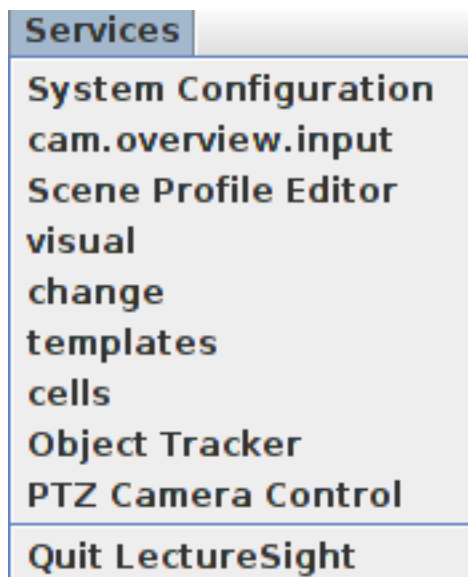 Services
System Configuration
cam.overview.input
Scene Profile Editor
visual
change
templates
cells
Object Tracker
PTZ Camera Control
Quit LectureSight